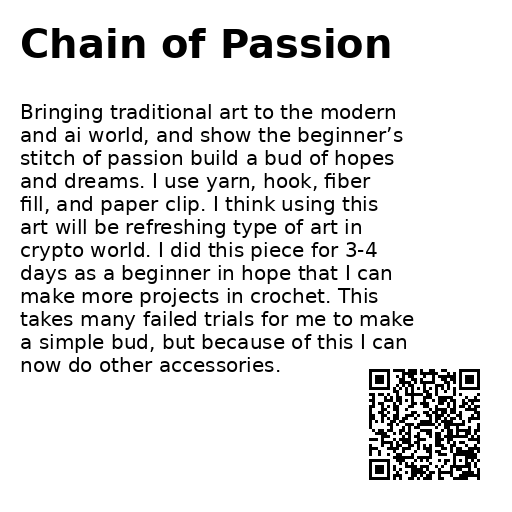 Chain of Passion
Bringing traditional art to the modern
and ai world, and show the beginner’s
stitch of passion build a bud of hopes
and dreams. I use yarn, hook, fiber
fill, and paper clip. I think using this
art will be refreshing type of art in
crypto world. I did this piece for 3-4
days as a beginner in hope that I can
make more projects in crochet. This
takes many failed trials for me to make
a simple bud, but because of this I can
now do other accessories.